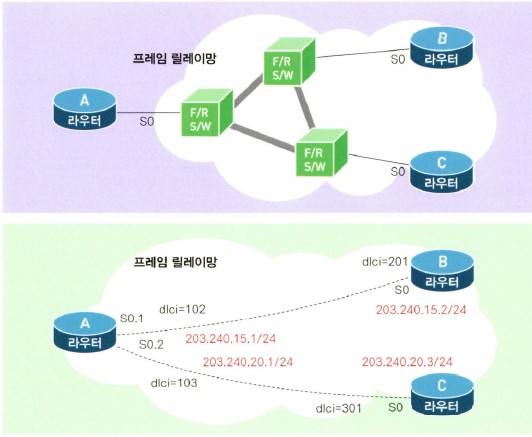 프레임 릴레이망
B
라우터
S0
F/R
S/W
A
라우터
S0
F/R
S/W
F/R
S/W
C
라우터
S0
프레임 릴레이망
dlci=201
B
라우터
S0
dlci=102
S0.1
A
라우터
S0.2
203.240.15.1/24
203.240.15.2/24
203.240.20.1/24
203.240.20.3/24
dlci=103
C
라우터
dlci=301
S0